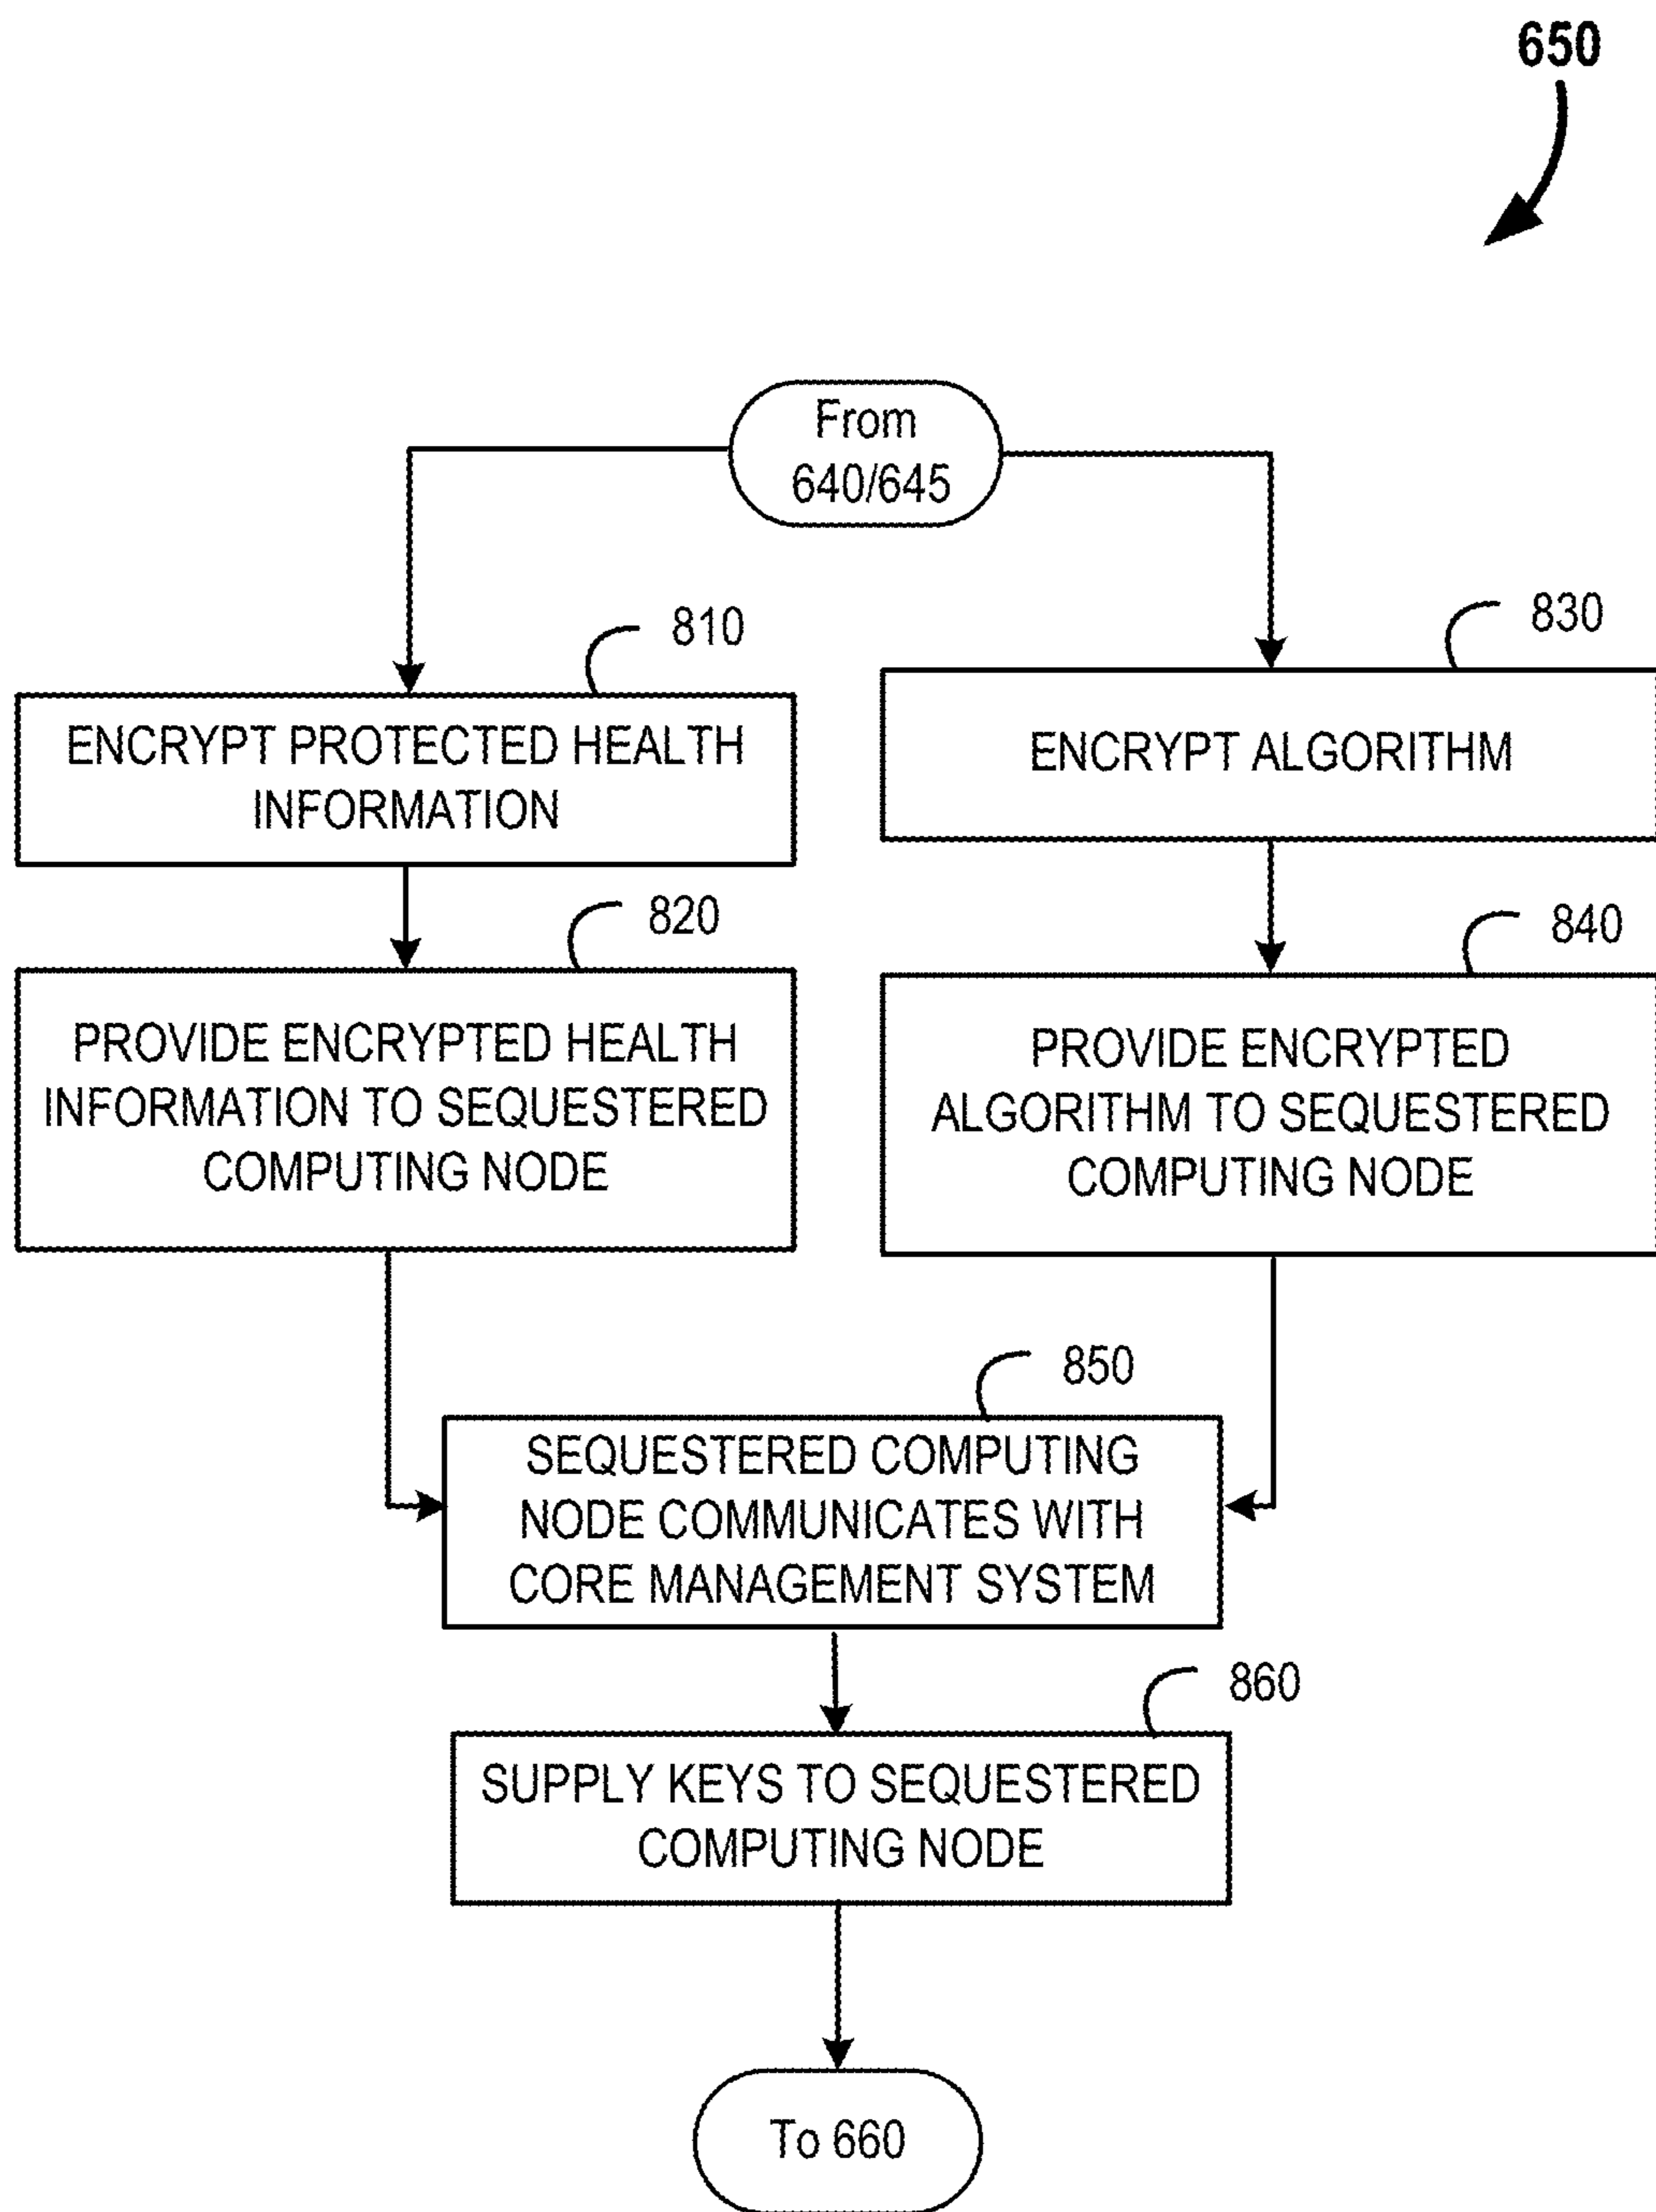 650
From
640/645
810
830
ENCRYPT PROTECTED HEALTH
INFORMATION
ENCRYPT ALGORITHM
820
840
PROVIDE ENCRYPTED HEALTH
INFORMATION TO SEQUESTERED
COMPUTING NODE
PROVIDE ENCRYPTED
ALGORITHM TO SEQUESTERED
COMPUTING NODE
850
SEQUESTERED COMPUTING
NODE COMMUNICATES WITH
CORE MANAGEMENT SYSTEM
860
SUPPLY KEYS TO SEQUESTERED
COMPUTING NODE
To 660